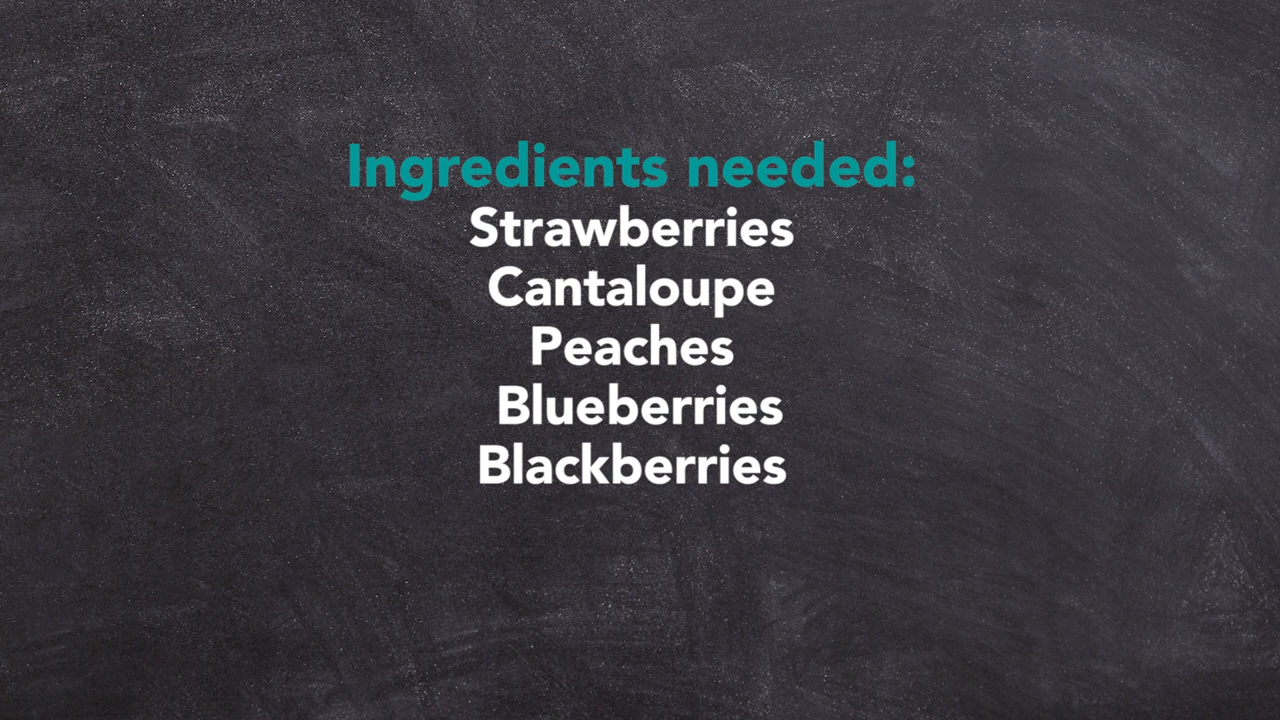 Ingredients needed:
Strawberries
Cantaloupe
Peaches
Blueberries
Blackberries